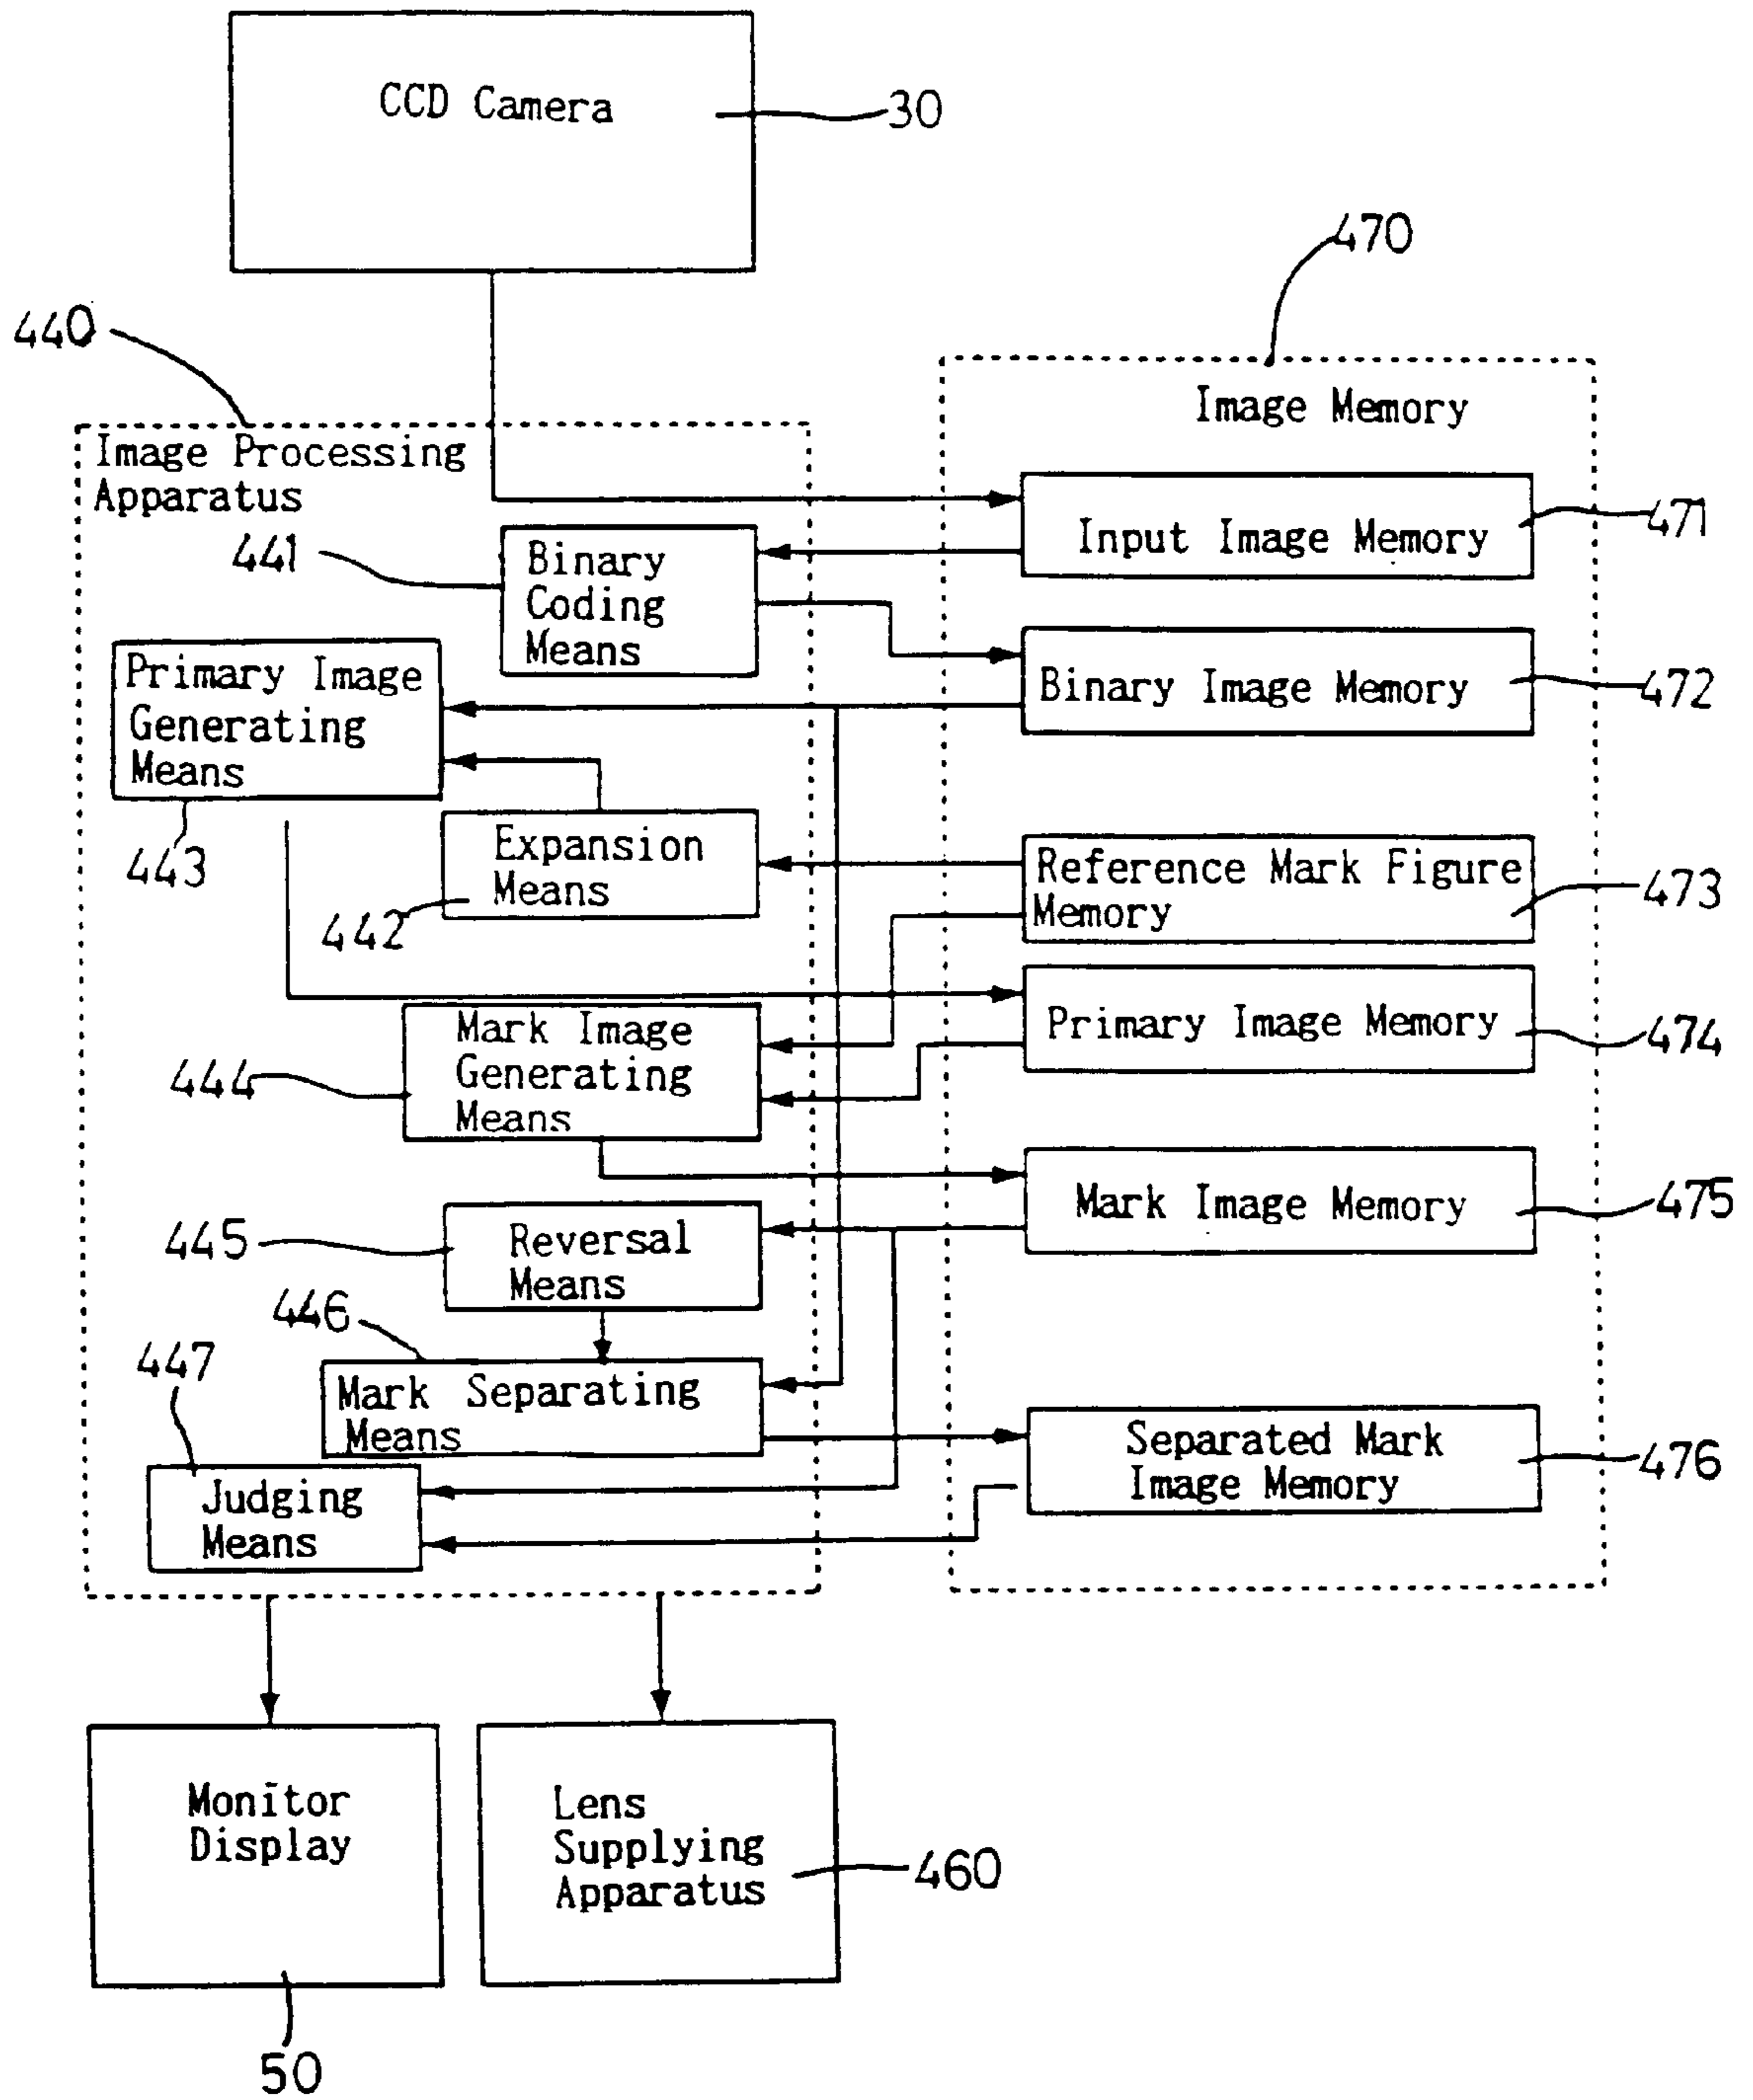 CCD Camera
30
470
440
Image Memory
Image Processing
Apparatus
Input Image Memory
471
441
Binary
Coding
Means
Binary Image Memory
472
Primary Image
Generating
Means
443
Expansion
Means
442
Reference Mark Figure
Memory
473
Primary Image Memory
474
Mark Image
Generating
Means
444
Mark Image Memory
475
445
Reversal
Means
446
447
Mark Separating
Means
Separated Mark
Image Memory
476
Judging
Means
Monitor
Display
Lens
Supplying
Apparatus
460
50